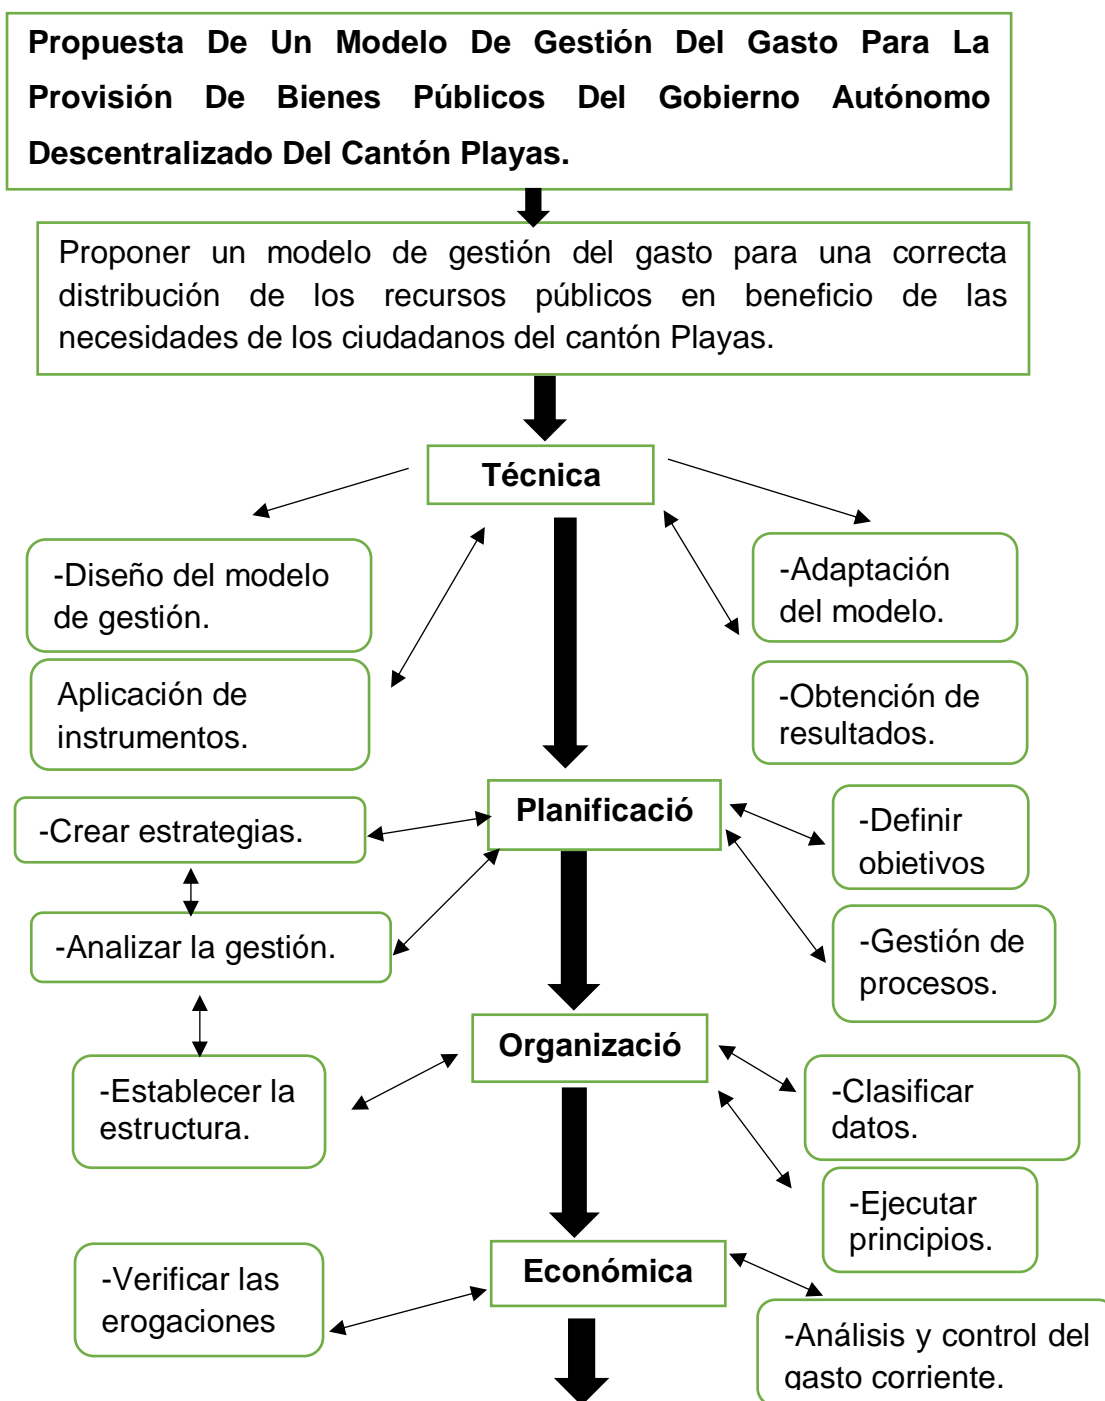 Propuesta De Un Modelo De Gestión Del Gasto Para La
Provisión De Bienes Públicos Del Gobierno Autónomo
Descentralizado Del Cantón Playas.
Proponer un modelo de gestión del gasto para una correcta
distribución de los recursos públicos en beneficio de las
necesidades de los ciudadanos del cantón Playas.
Técnica
-Diseño del modelo
de gestión.
-Adaptación
del modelo.
Aplicación de
instrumentos.
-Obtención de
resultados.
Planificació
-Crear estrategias.
-Definir
objetivos
-Analizar la gestión.
-Gestión de
procesos.
Organizació
-Establecer la
estructura.
-Clasificar
datos.
-Ejecutar
principios.
Económica
-Verificar las
erogaciones
-Análisis y control del
gasto corriente.